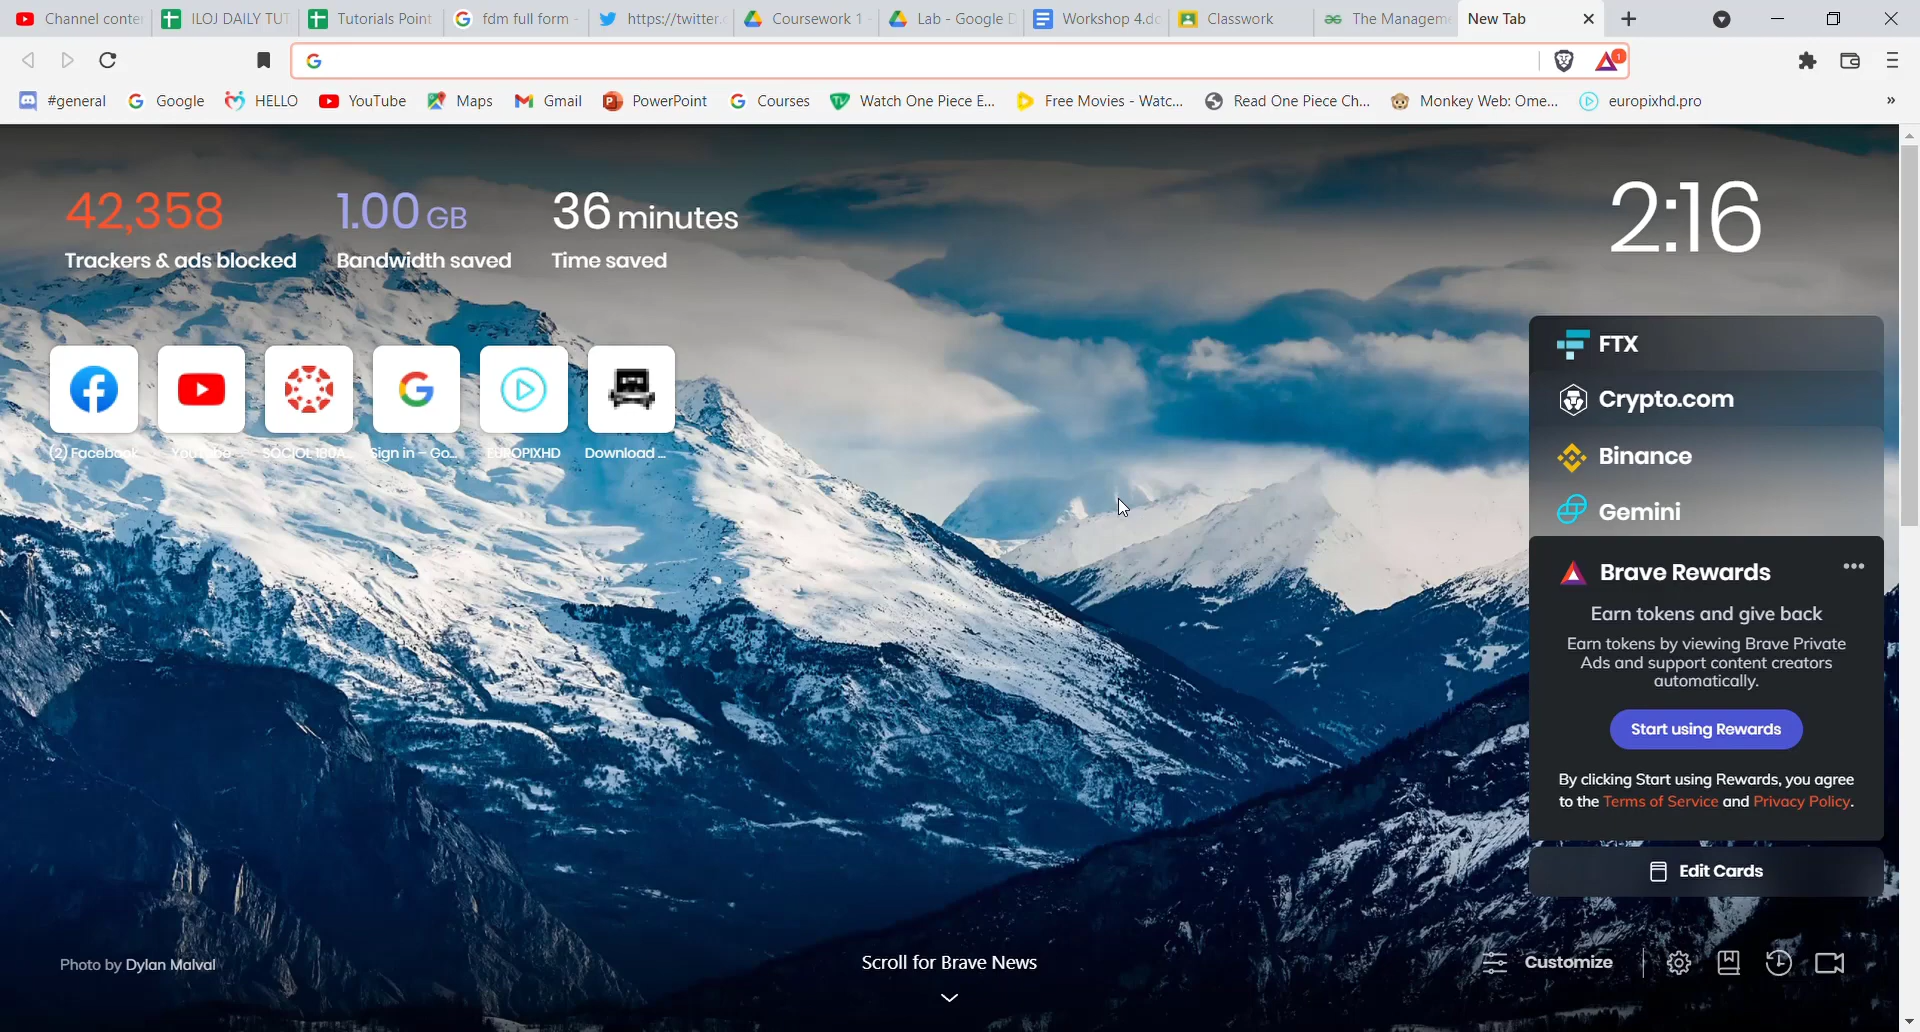 Channel conte
ILOJ DAILY TUT
Tutorials Point
fdm full form -
https://twitter.c
Coursework 1 -
Lab - Google D
Workshop 4.dc
Classwork
The Manageme
New Tab
1
#general
Google
HELLO
YouTube
Maps
Gmail
PowerPoint
Courses
Watch One Piece E...
Free Movies - Watc...
Read One Piece Ch...
Monkey Web: Ome...
europixhd.pro
»
42,358
Trackers & ads blocked
1.00 GB
Bandwidth saved
36 minutes
Time saved
2:16
(2) Facebook
YouTube
SOCIOL 180A...
Sign in – Go...
EUROPIXHD
Download ...
FTX
Crypto.com
Binance
Gemini
Brave Rewards
Earn tokens and give back
Earn tokens by viewing Brave Private
Ads and support content creators
automatically.
Start using Rewards
By clicking Start using Rewards, you agree
to the Terms of Service and Privacy Policy.
Edit Cards
Photo by Dylan Malval
Scroll for Brave News
Customize